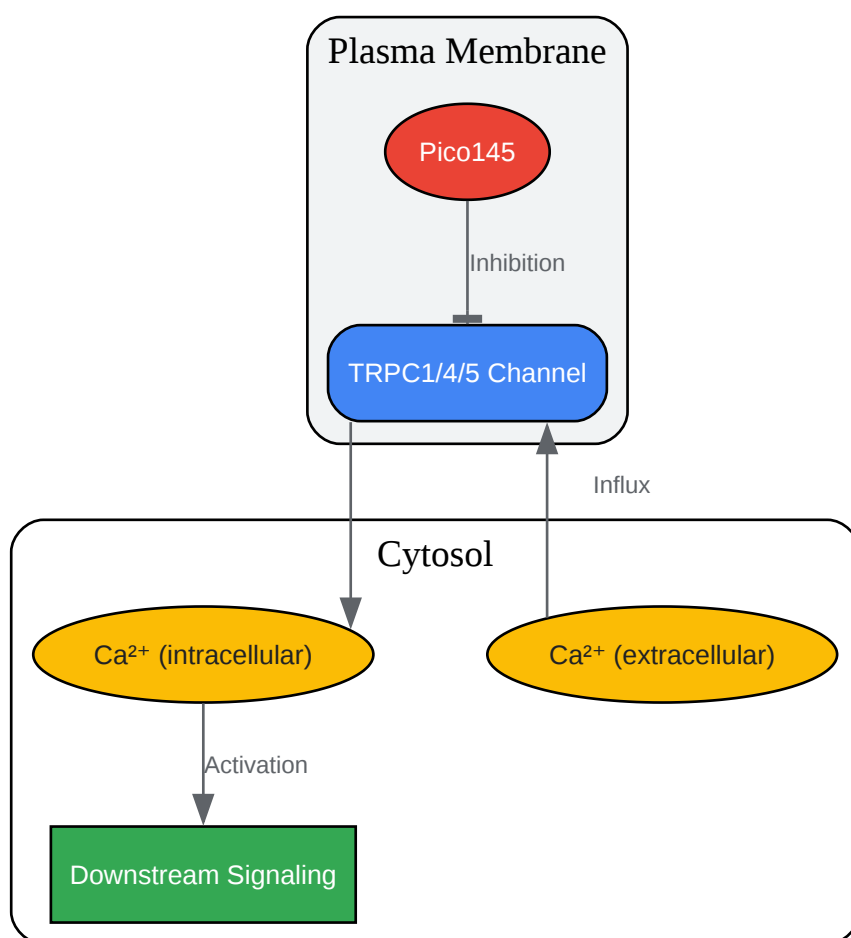 Plasma Membrane
Pico145
Inhibition
TRPC1/4/5 Channel
Influx
Cytosol
Ca²⁺ (intracellular)
Ca²⁺ (extracellular)
Activation
Downstream Signaling